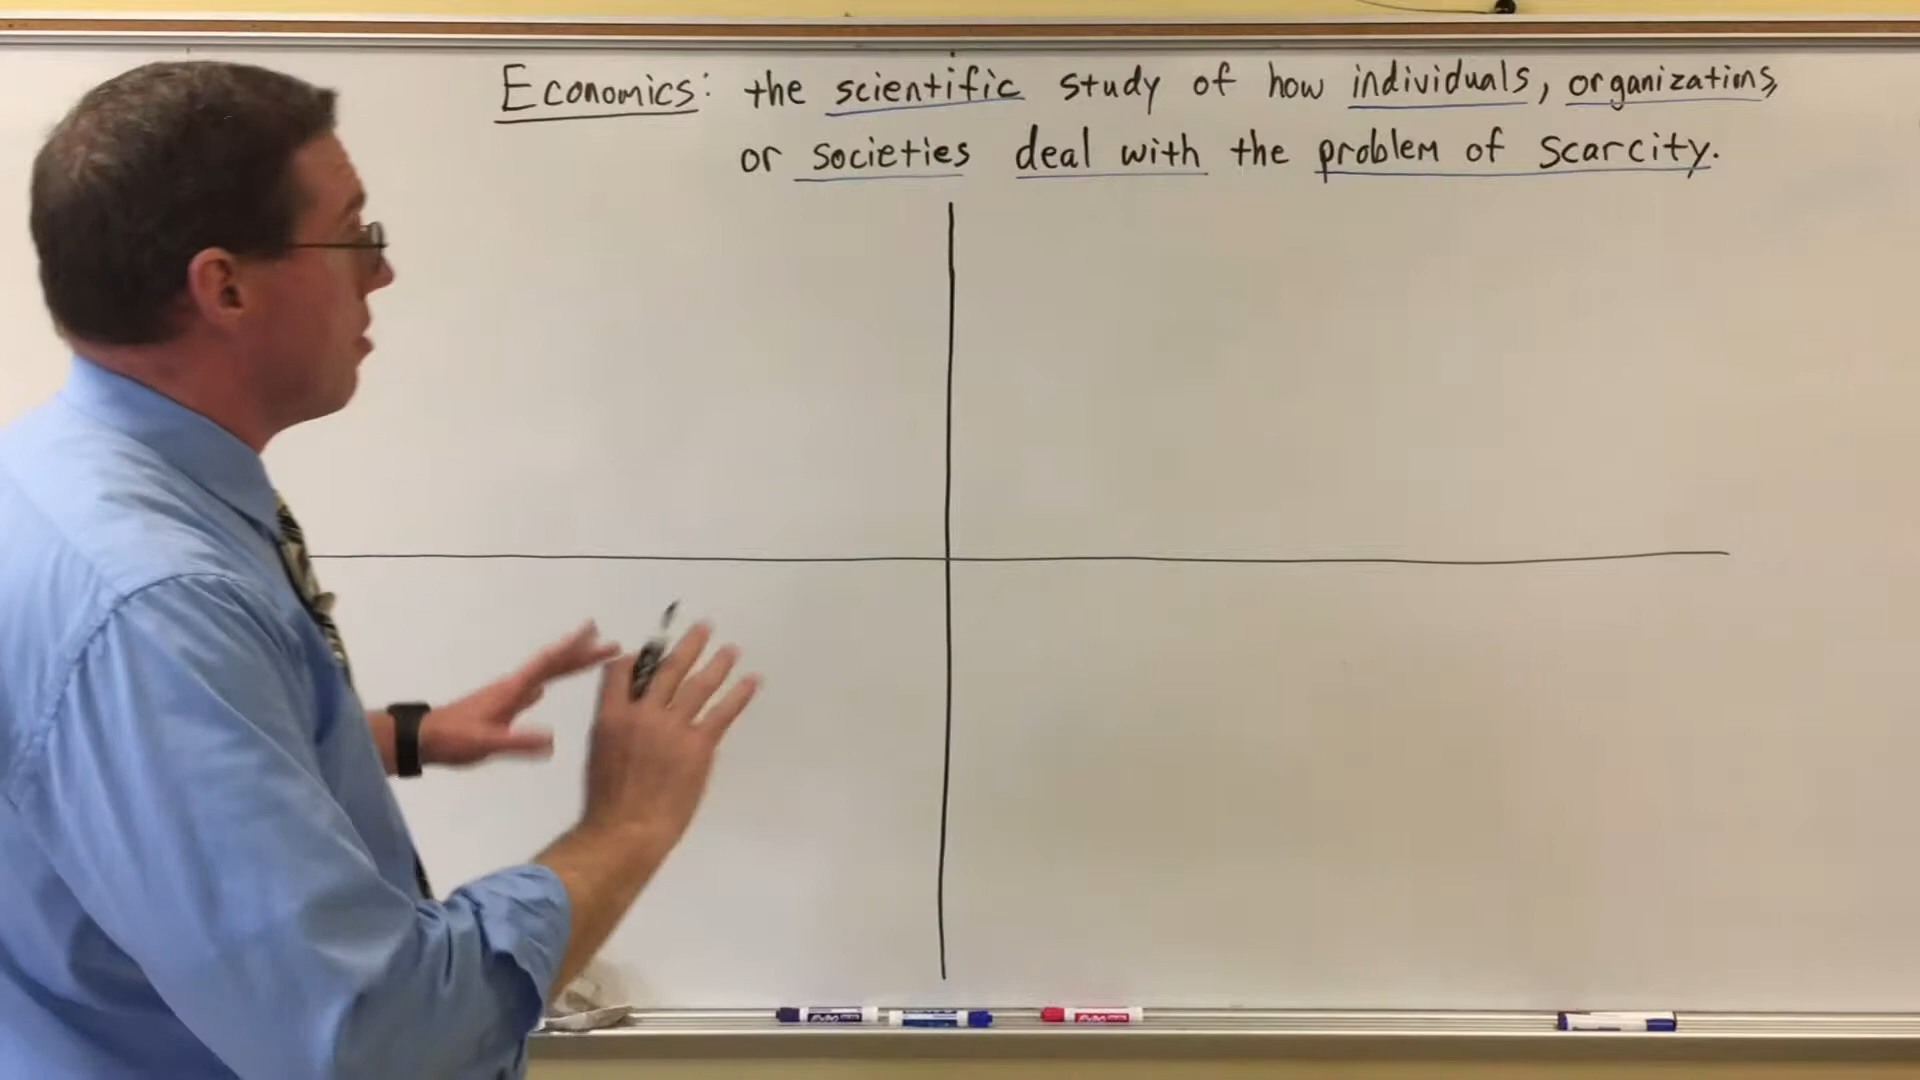 Economics: the scientific study of how individuals, organizations,
or societies deal with the problem of scarcity.